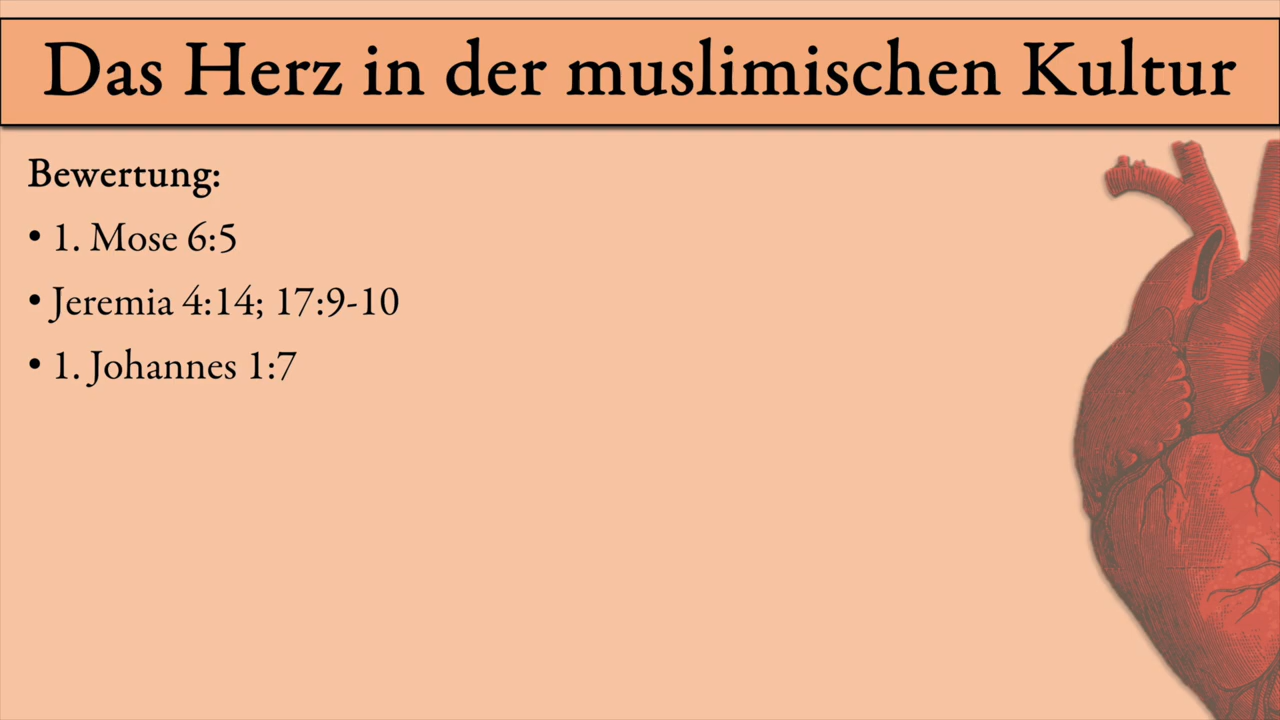 Das Herz in der muslimischen Kultur
Bewertung:
• 1. Mose 6:5
• Jeremia 4:14; 17:9-10
• 1. Johannes 1:7